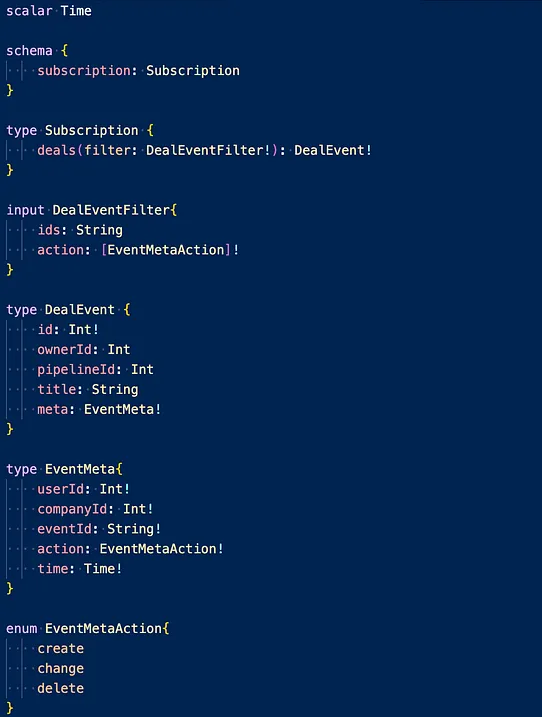 scalar Time
schema {
    subscription: Subscription
}
type Subscription {
    deals(filter: DealEventFilter!): DealEvent!
}
input DealEventFilter{
    ids: String
    action: [EventMetaAction]!
}
type DealEvent {
    id: Int!
    ownerId: Int
    pipelineId: Int
    title: String
    meta: EventMeta!
}
type EventMeta{
    userId: Int!
    companyId: Int!
    eventId: String!
    action: EventMetaAction!
    time: Time!
}
enum EventMetaAction{
    create
    change
    delete
}